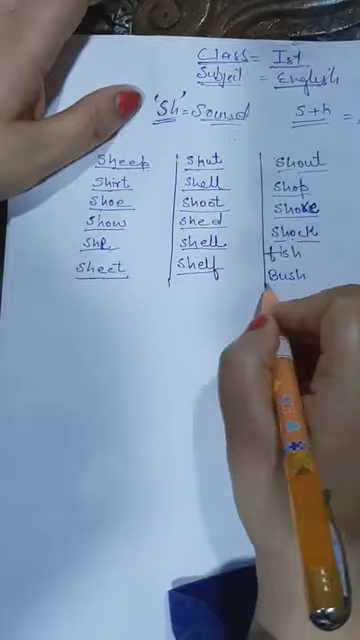 Class = Ist
Subject = English
'Sh' = Sound S+h =
Sheep
Shirt
Shoe
Show
She
Sheet
Shut
Shell
Shoot
Shed
Shell
Shelf
Shout
Shop
Shore
Shock
fish
Bush